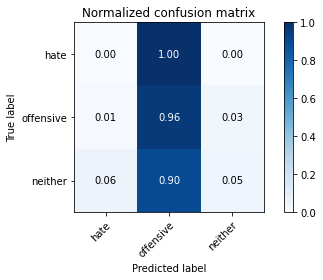 Normalized confusion matrix
1.0
hate 0.00 1.00 0.00
0.8
0.6
offensive 0.01 0.96 0.03
0.4
neither 0.06 0.90 0.05
0.2
0.0
hate
offensive
neither
True label
Predicted label